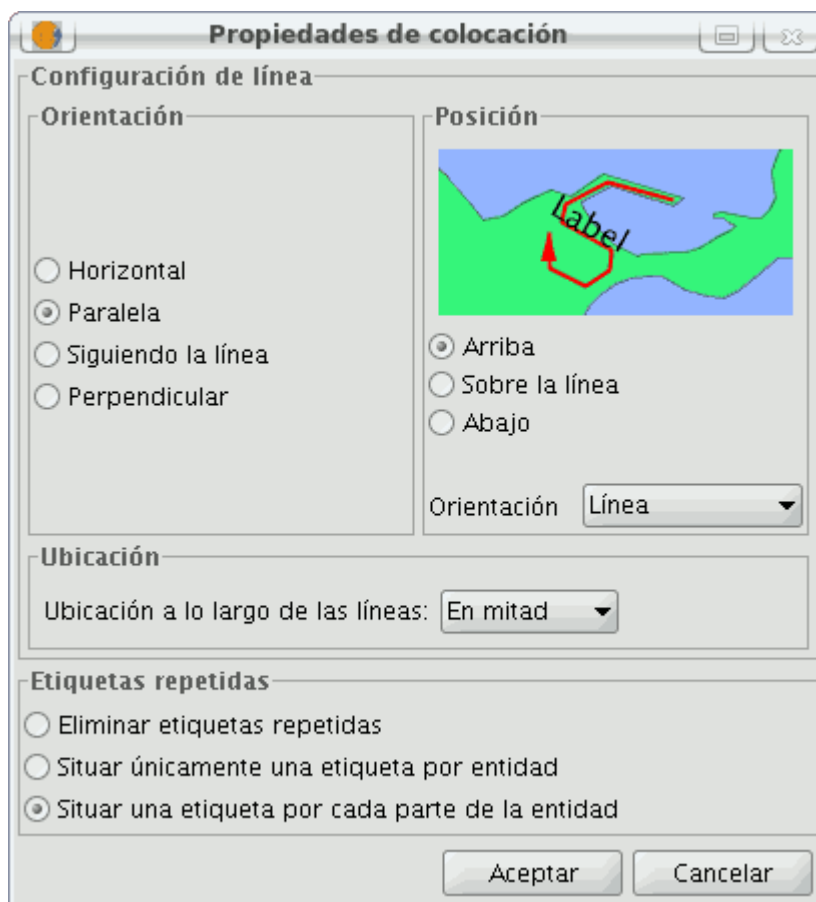 Propiedades de colocación
Configuración de línea
Orientación
Horizontal
Paralela
Siguiendo la línea
Perpendicular
Posición
Label
Arriba
Sobre la línea
Abajo
Orientación Línea
Ubicación
Ubicación a lo largo de las líneas: En mitad
Etiquetas repetidas
Eliminar etiquetas repetidas
Situar únicamente una etiqueta por entidad
Situar una etiqueta por cada parte de la entidad
Aceptar Cancelar